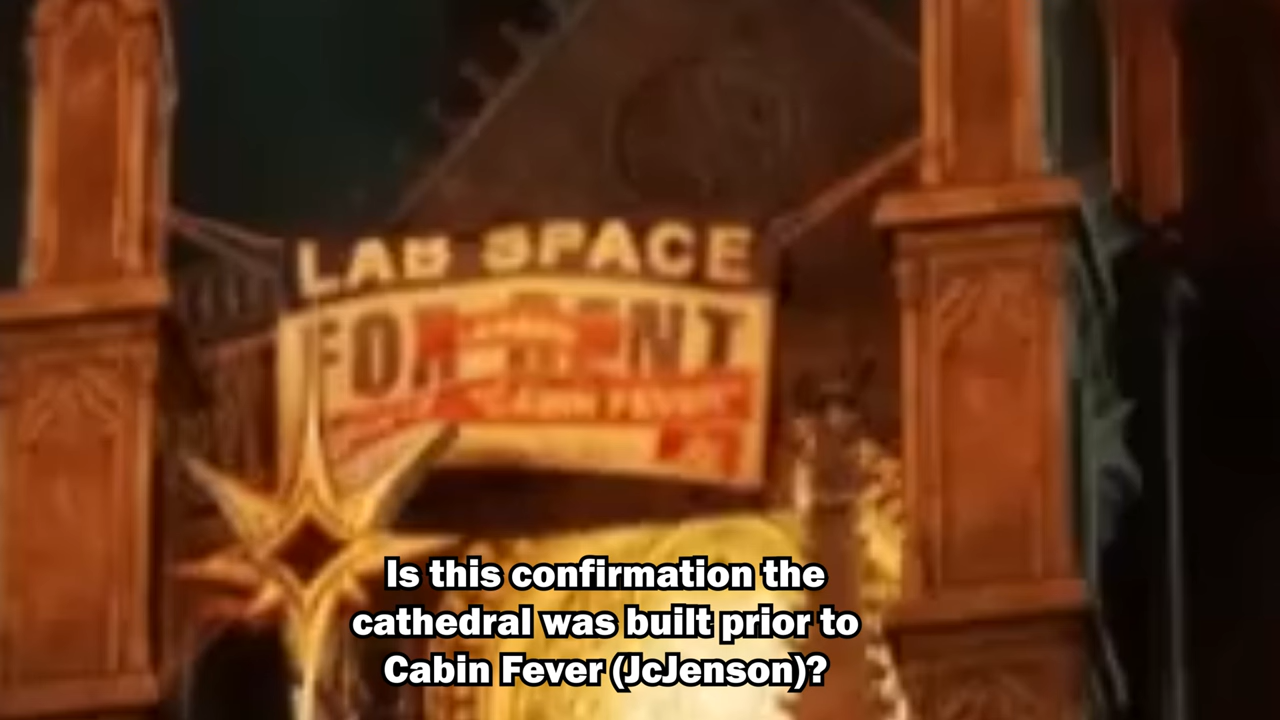 LAB SPACE
FOR RENT
"CABIN FEVER"
Is this confirmation the
cathedral was built prior to
Cabin Fever (JcJenson)?